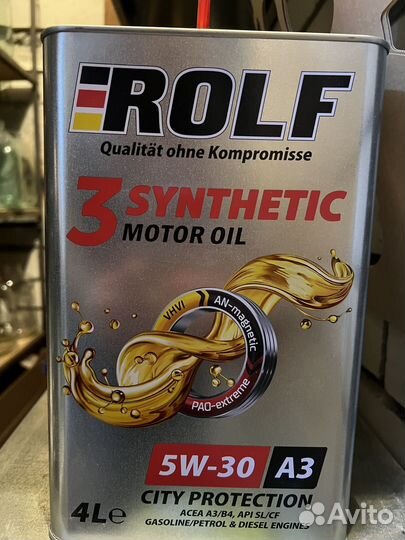 ROLF
Qualität ohne Kompromisse
3 SYNTHETIC
MOTOR OIL
VHVI
AN-magnetic
PAO-extreme
5W-30 A3
4L℮ CITY PROTECTION
ACEA A3/B4, API SL/CF
GASOLINE/PETROL & DIESEL ENGINES
Avito